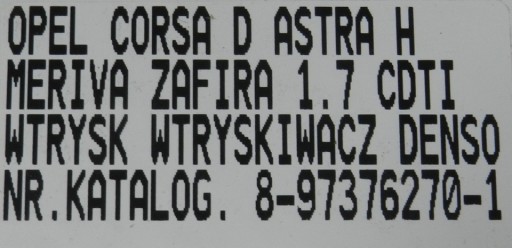 OPEL CORSA D ASTRA H
MERIVA ZAFIRA 1.7 CDTI
WTRYSK WTRYSKIWACZ DENSO
NR.KATALOG. 8-97376270-1